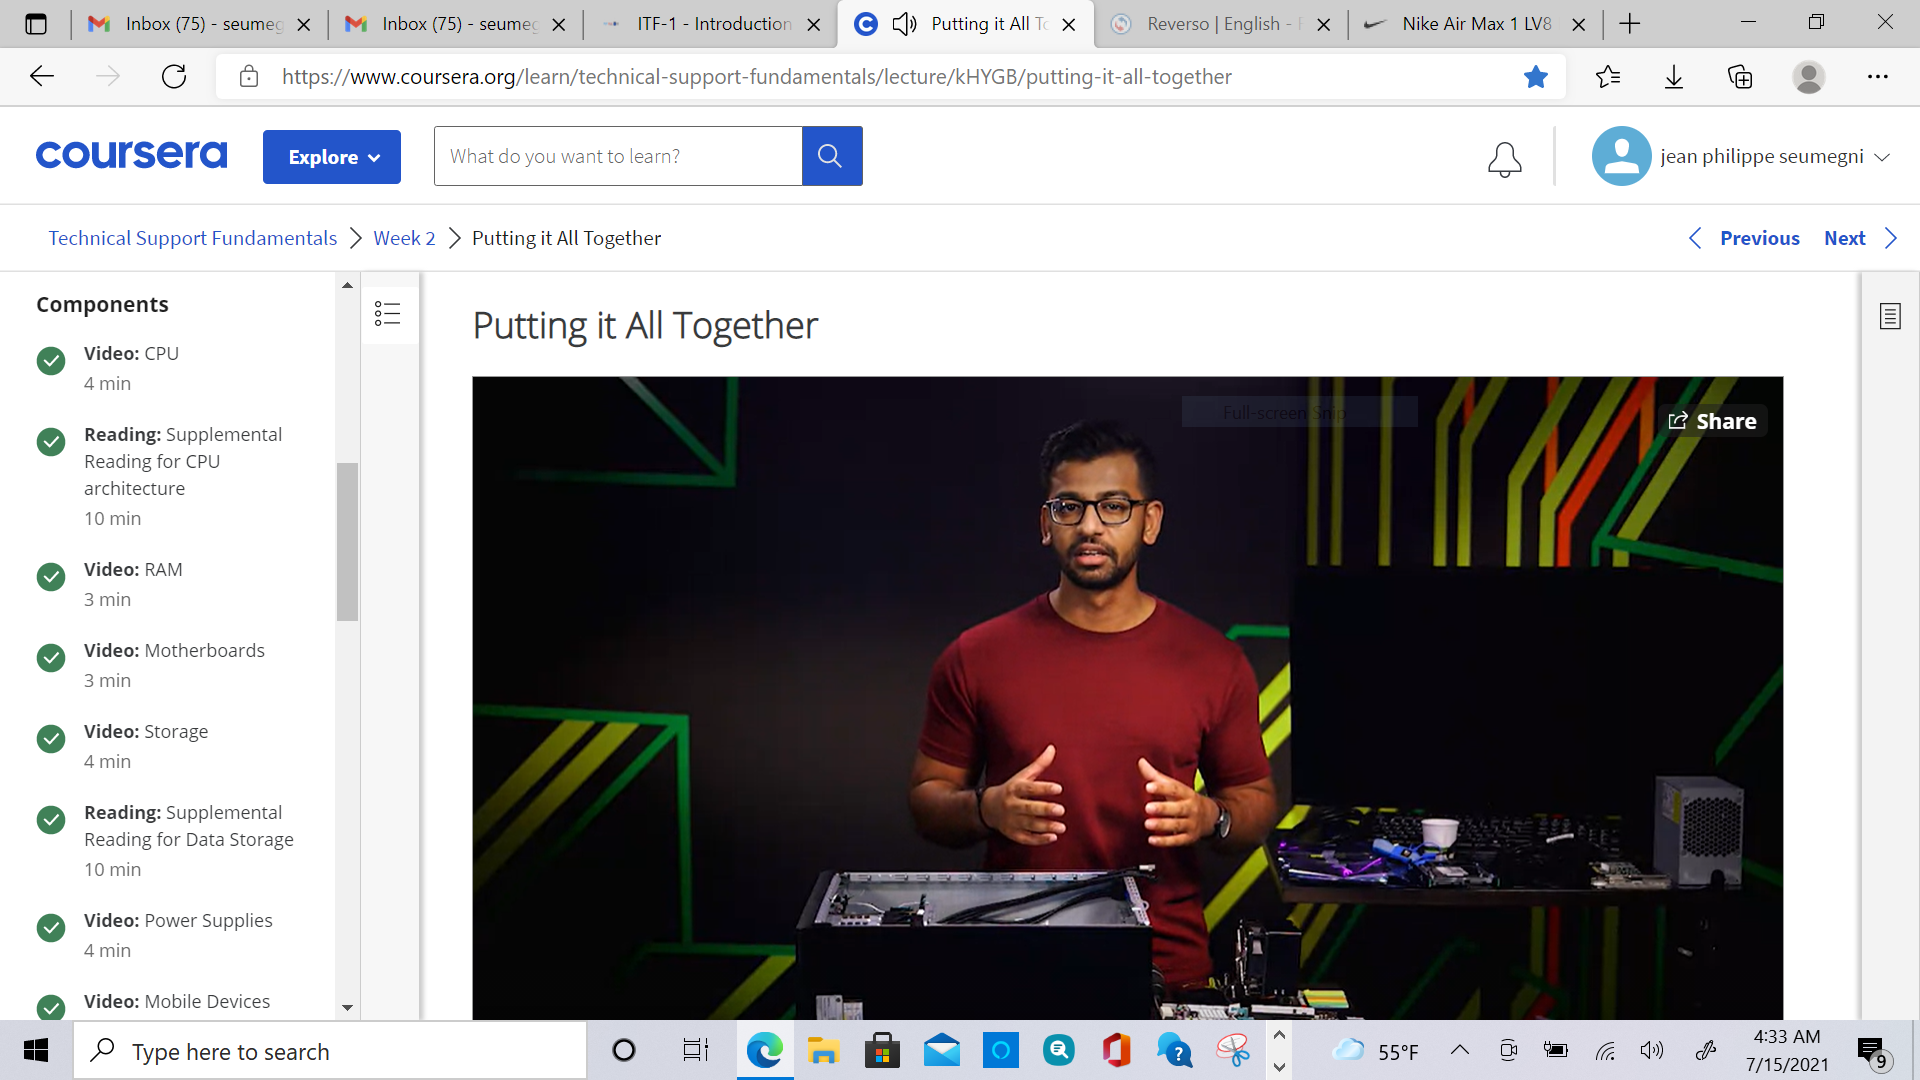 Inbox (75) - seumeg
Inbox (75) - seumeg
ITF-1 - Introduction
Putting it All To
Reverso | English - F
Nike Air Max 1 LV8
https://www.coursera.org/learn/technical-support-fundamentals/lecture/kHYGB/putting-it-all-together
coursera
Explore
What do you want to learn?
jean philippe seumegni
Technical Support Fundamentals
Week 2
Putting it All Together
Previous
Next
Components
Video: CPU
4 min
Reading: Supplemental
Reading for CPU
architecture
10 min
Video: RAM
3 min
Video: Motherboards
3 min
Video: Storage
4 min
Reading: Supplemental
Reading for Data Storage
10 min
Video: Power Supplies
4 min
Video: Mobile Devices
Putting it All Together
Full-screen Snip
Share
Type here to search
55°F
4:33 AM
7/15/2021
9